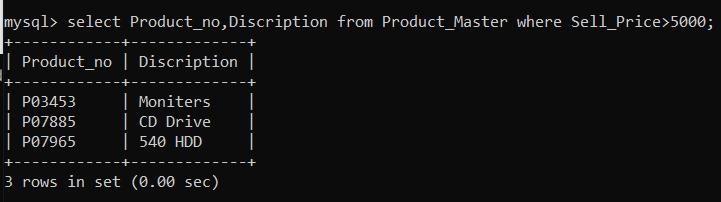 mysql> select Product_no,Discription from Product_Master where Sell_Price>5000;
+------------+-------------+
| Product_no | Discription |
+------------+-------------+
| P03453     | Moniters    |
| P07885     | CD Drive    |
| P07965     | 540 HDD     |
+------------+-------------+
3 rows in set (0.00 sec)